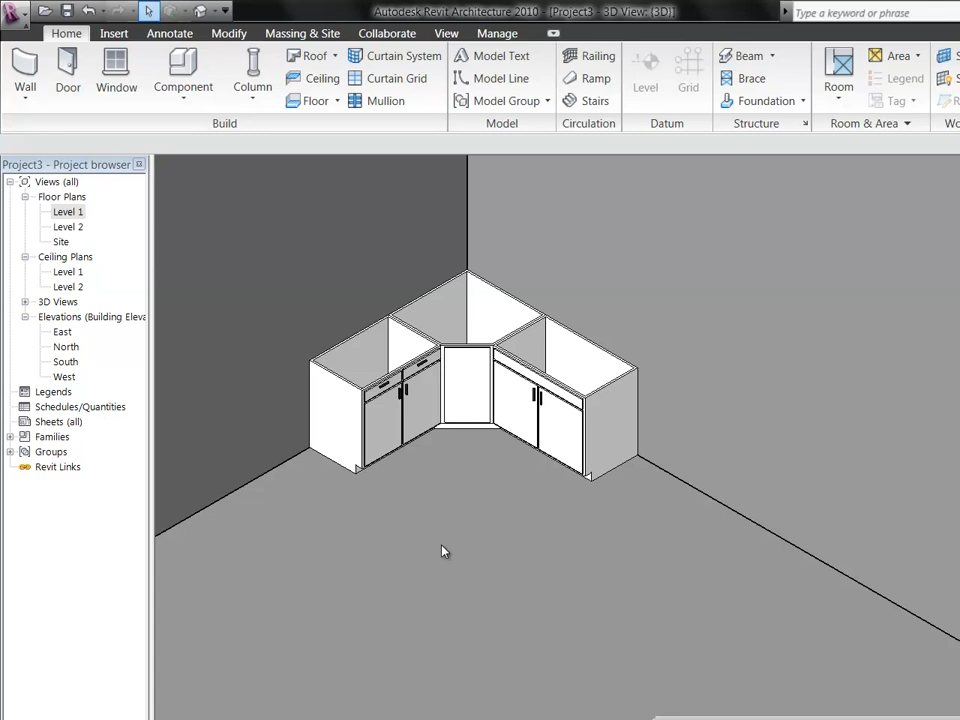 Autodesk Revit Architecture 2010 - [Project3 - 3D View: {3D}]
Type a keyword or phrase
Home Insert Annotate Modify Massing & Site Collaborate View Manage
Wall Door Window Component Column Roof Ceiling Floor Curtain System Curtain Grid Mullion
Model Text Model Line Model Group
Railing Ramp Stairs
Level Grid
Beam Brace Foundation
Room Area Legend Tag
Build Model Circulation Datum Structure Room & Area
Project3 - Project browser
Views (all)
Floor Plans
Level 1
Level 2
Site
Ceiling Plans
Level 1
Level 2
3D Views
Elevations (Building Eleva
East
North
South
West
Legends
Schedules/Quantities
Sheets (all)
Families
Groups
Revit Links